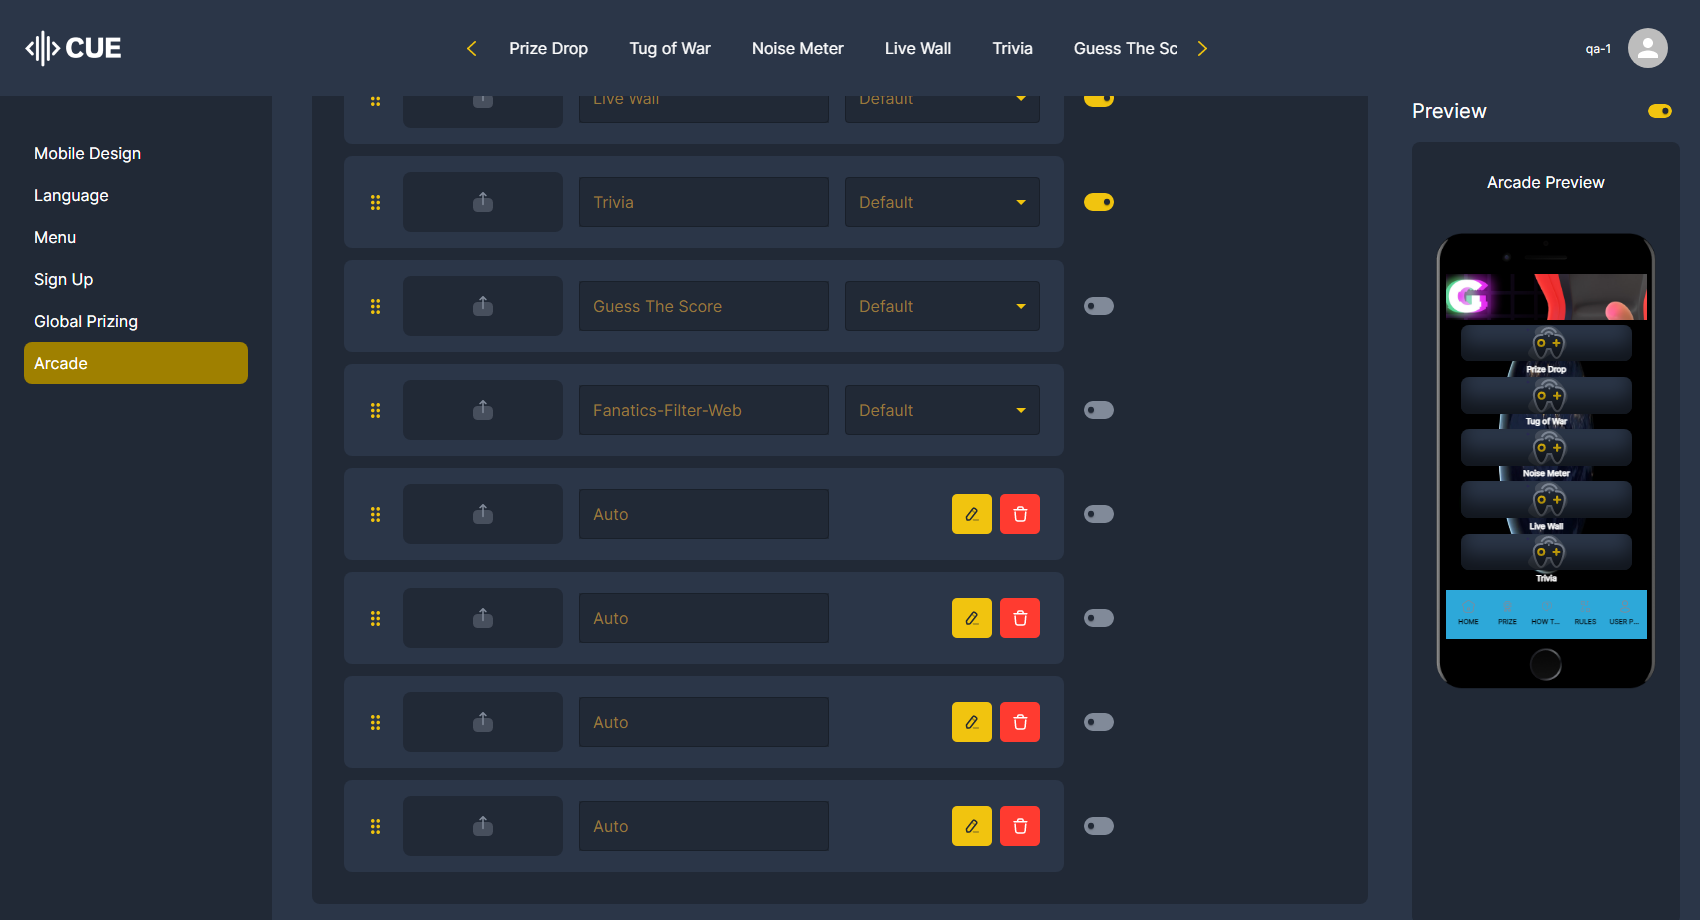 CUE
Prize Drop
Tug of War
Noise Meter
Live Wall
Trivia
Guess The Sc
qa-1
Mobile Design
Language
Menu
Sign Up
Global Prizing
Arcade
Live Wall
Default
Trivia
Default
Guess The Score
Default
Fanatics-Filter-Web
Default
Auto
Auto
Auto
Auto
Preview
Arcade Preview
G
Prize Drop
Tug of War
Noise Meter
Live Wall
Trivia
HOME
PRIZE
HOW T...
RULES
USER P...